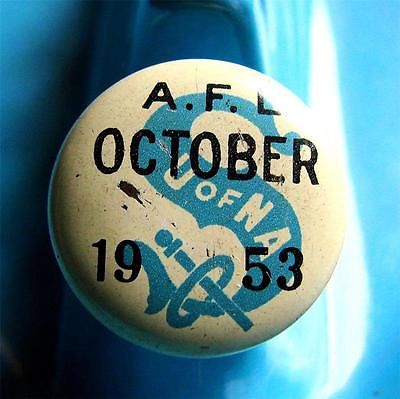 A.F.L
OCTOBER
U OF NA
19 53